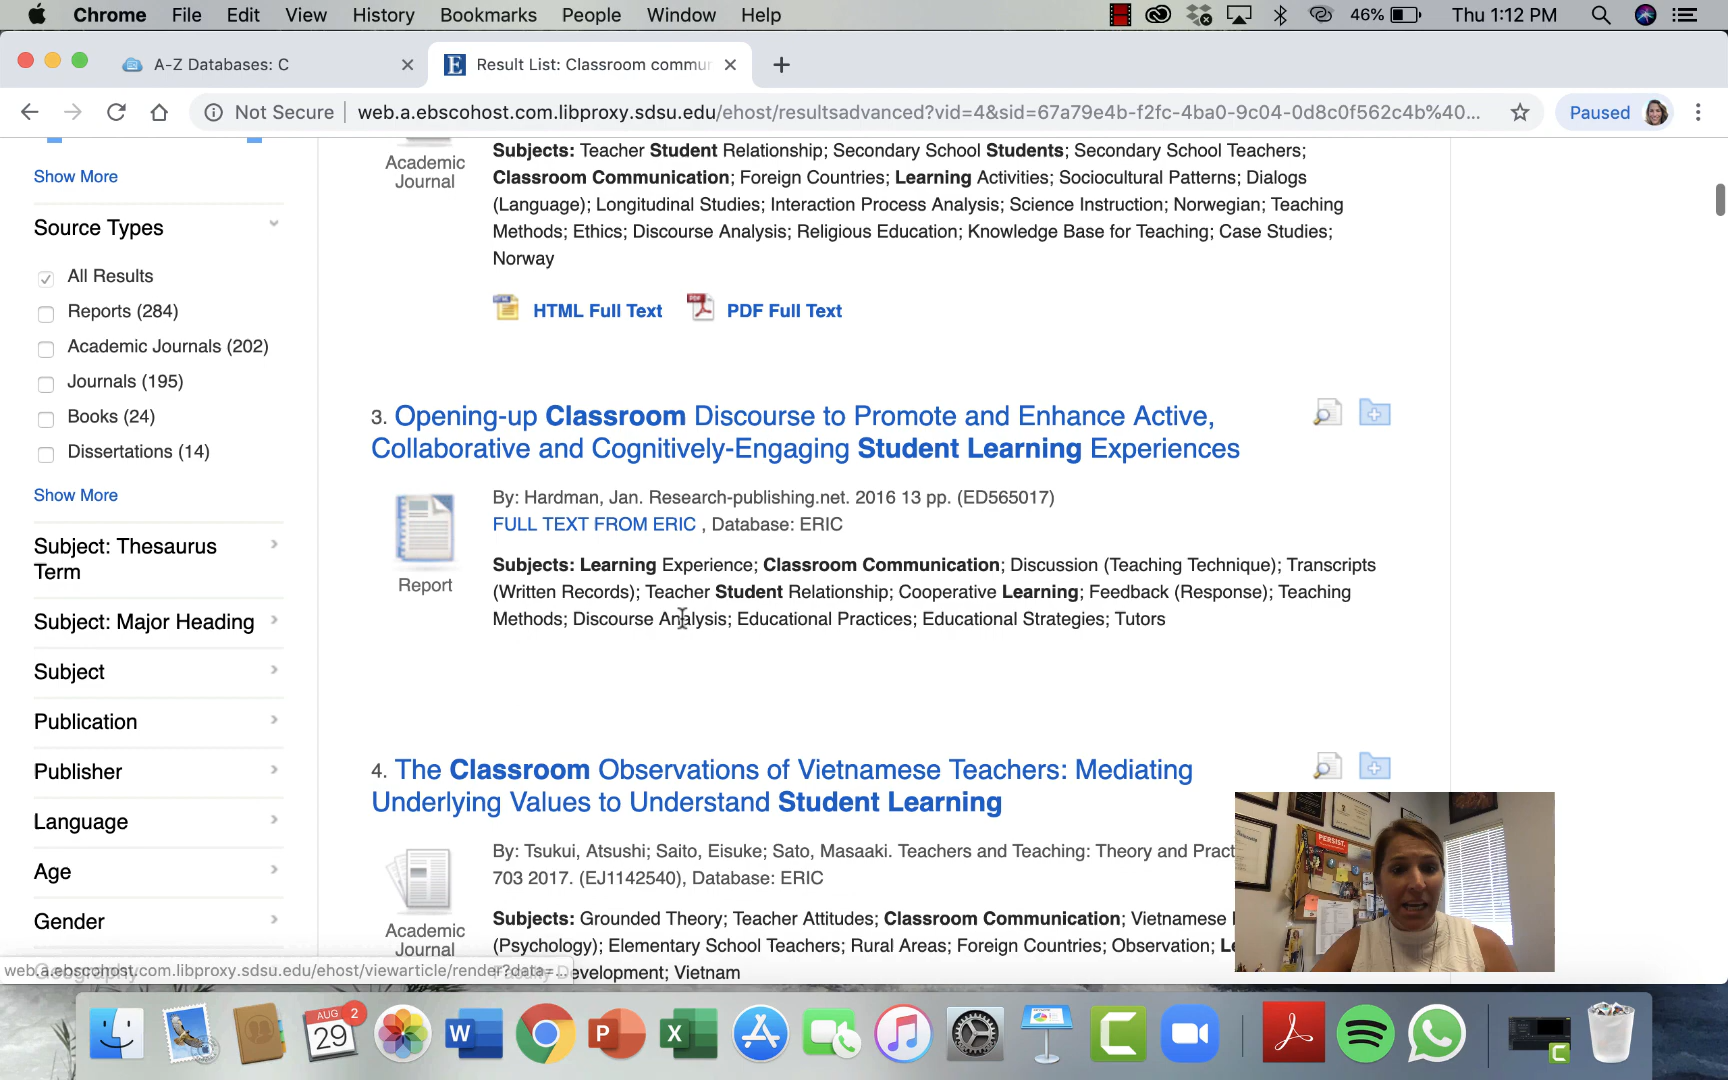 Chrome File Edit View History Bookmarks People Window Help 46% Thu 1:12 PM
A-Z Databases: C
Result List: Classroom commu
Not Secure web.a.ebscohost.com.libproxy.sdsu.edu/ehost/resultsadvanced?vid=4&sid=67a79e4b-f2fc-4ba0-9c04-0d8c0f562c4b%40... Paused
Show More
Source Types
All Results
Reports (284)
Academic Journals (202)
Journals (195)
Books (24)
Dissertations (14)
Show More
Subject: Thesaurus
Term
Subject: Major Heading
Subject
Publication
Publisher
Language
Age
Gender
Academic
Journal
Subjects: Teacher Student Relationship; Secondary School Students; Secondary School Teachers;
Classroom Communication; Foreign Countries; Learning Activities; Sociocultural Patterns; Dialogs
(Language); Longitudinal Studies; Interaction Process Analysis; Science Instruction; Norwegian; Teaching
Methods; Ethics; Discourse Analysis; Religious Education; Knowledge Base for Teaching; Case Studies;
Norway
HTML Full Text PDF Full Text
3. Opening-up Classroom Discourse to Promote and Enhance Active,
Collaborative and Cognitively-Engaging Student Learning Experiences
By: Hardman, Jan. Research-publishing.net. 2016 13 pp. (ED565017)
FULL TEXT FROM ERIC , Database: ERIC
Report
Subjects: Learning Experience; Classroom Communication; Discussion (Teaching Technique); Transcripts
(Written Records); Teacher Student Relationship; Cooperative Learning; Feedback (Response); Teaching
Methods; Discourse Analysis; Educational Practices; Educational Strategies; Tutors
4. The Classroom Observations of Vietnamese Teachers: Mediating
Underlying Values to Understand Student Learning
By: Tsukui, Atsushi; Saito, Eisuke; Sato, Masaaki. Teachers and Teaching: Theory and Pract
703 2017. (EJ1142540), Database: ERIC
Academic
Journal
Subjects: Grounded Theory; Teacher Attitudes; Classroom Communication; Vietnamese
(Psychology); Elementary School Teachers; Rural Areas; Foreign Countries; Observation;
Development; Vietnam
web.a.ebscohost.com.libproxy.sdsu.edu/ehost/viewarticle/render?data=...
PERSIST.
AUG
29
2
W
P
X